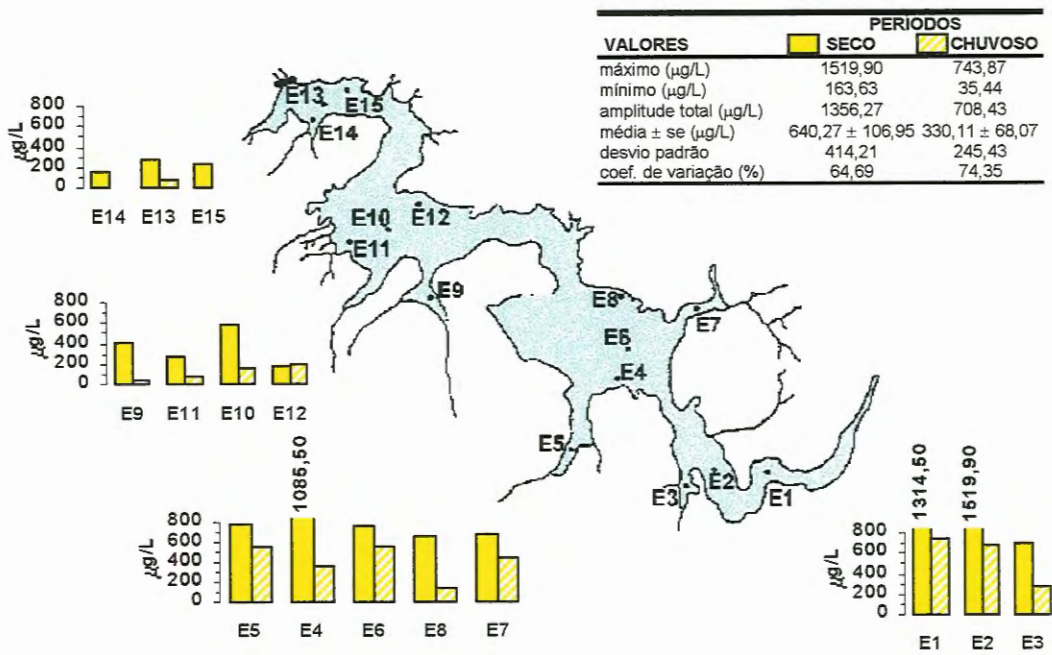 PERIODOS
VALORES SECO CHUVOSO
máximo (µg/L) 1519,90 743,87
mínimo (µg/L) 163,63 35,44
amplitude total (µg/L) 1356,27 708,43
média ± se (µg/L) 640,27 ± 106,95 330,11 ± 68,07
desvio padrão 414,21 245,43
coef. de variação (%) 64,69 74,35
E13
E15
E14
E10
E12
E11
E9
E8
E7
E6
E4
E5
E3
E2
E1
µg/L
800
600
400
200
0
E14 E13 E15
µg/L
800
600
400
200
0
E9 E11 E10 E12
1085,50
µg/L
800
600
400
200
0
E5 E4 E6 E8 E7
1314,50
1519,90
µg/L
800
600
400
200
0
E1 E2 E3